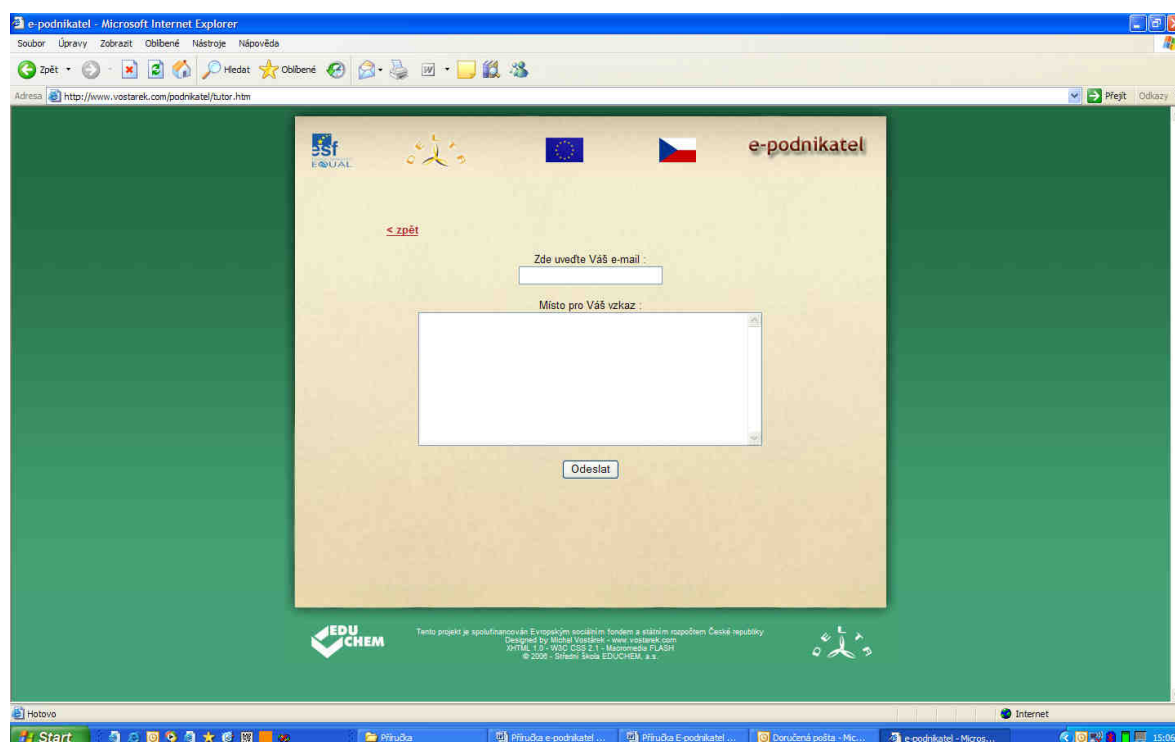 e-podnikatel - Microsoft Internet Explorer
Soubor Úpravy Zobrazit Oblíbené Nástroje Nápověda
Zpět Hledat Oblíbené
Adresa http://www.vostarek.com/podnikatel/tutor.htm Přejít Odkazy
esf
EQUAL
e-podnikatel
< zpět
Zde uveďte Váš e-mail :
Místo pro Váš vzkaz :
Odeslat
EDU
CHEM
Tento projekt je spolufinancován Evropským sociálním fondem a státním rozpočtem České republiky
Designed by Michal Vostárek - www.vostarek.com
XHTML 1.0 - W3C CSS 2.1 - Macromedia FLASH
© 2006 - Střední škola EDUCHEM, a.s.
Hotovo Internet
Start Příručka Příručka e-podnikatel ... Příručka E-podnikatel ... Doručená pošta - Mic... e-podnikatel - Micros...